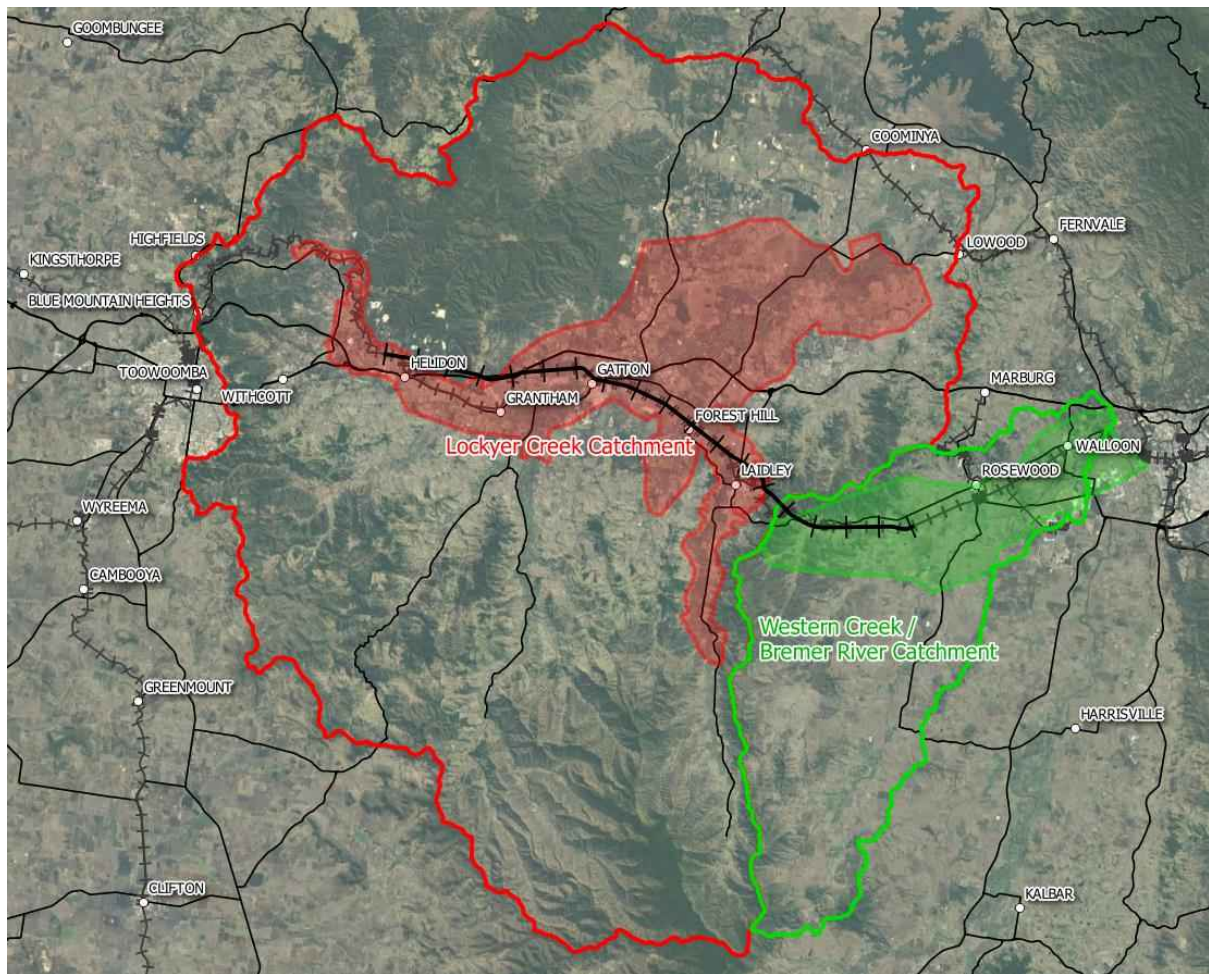 GOOMBUNGEE
COOMINYA
HIGHFIELDS
FERNVALE
LOWOOD
KINGSTHORPE
BLUE MOUNTAIN HEIGHTS
HELIDON
TOOWOOMBA
GATTON
WITHCOTT
MARBURG
GRANTHAM
FOREST HILL
Lockyer Creek Catchment
WALLOON
LAIDLEY
ROSEWOOD
WYREEMA
CAMBOOYA
Western Creek /
Bremer River Catchment
GREENMOUNT
HARRISVILLE
CLIFTON
KALBAR